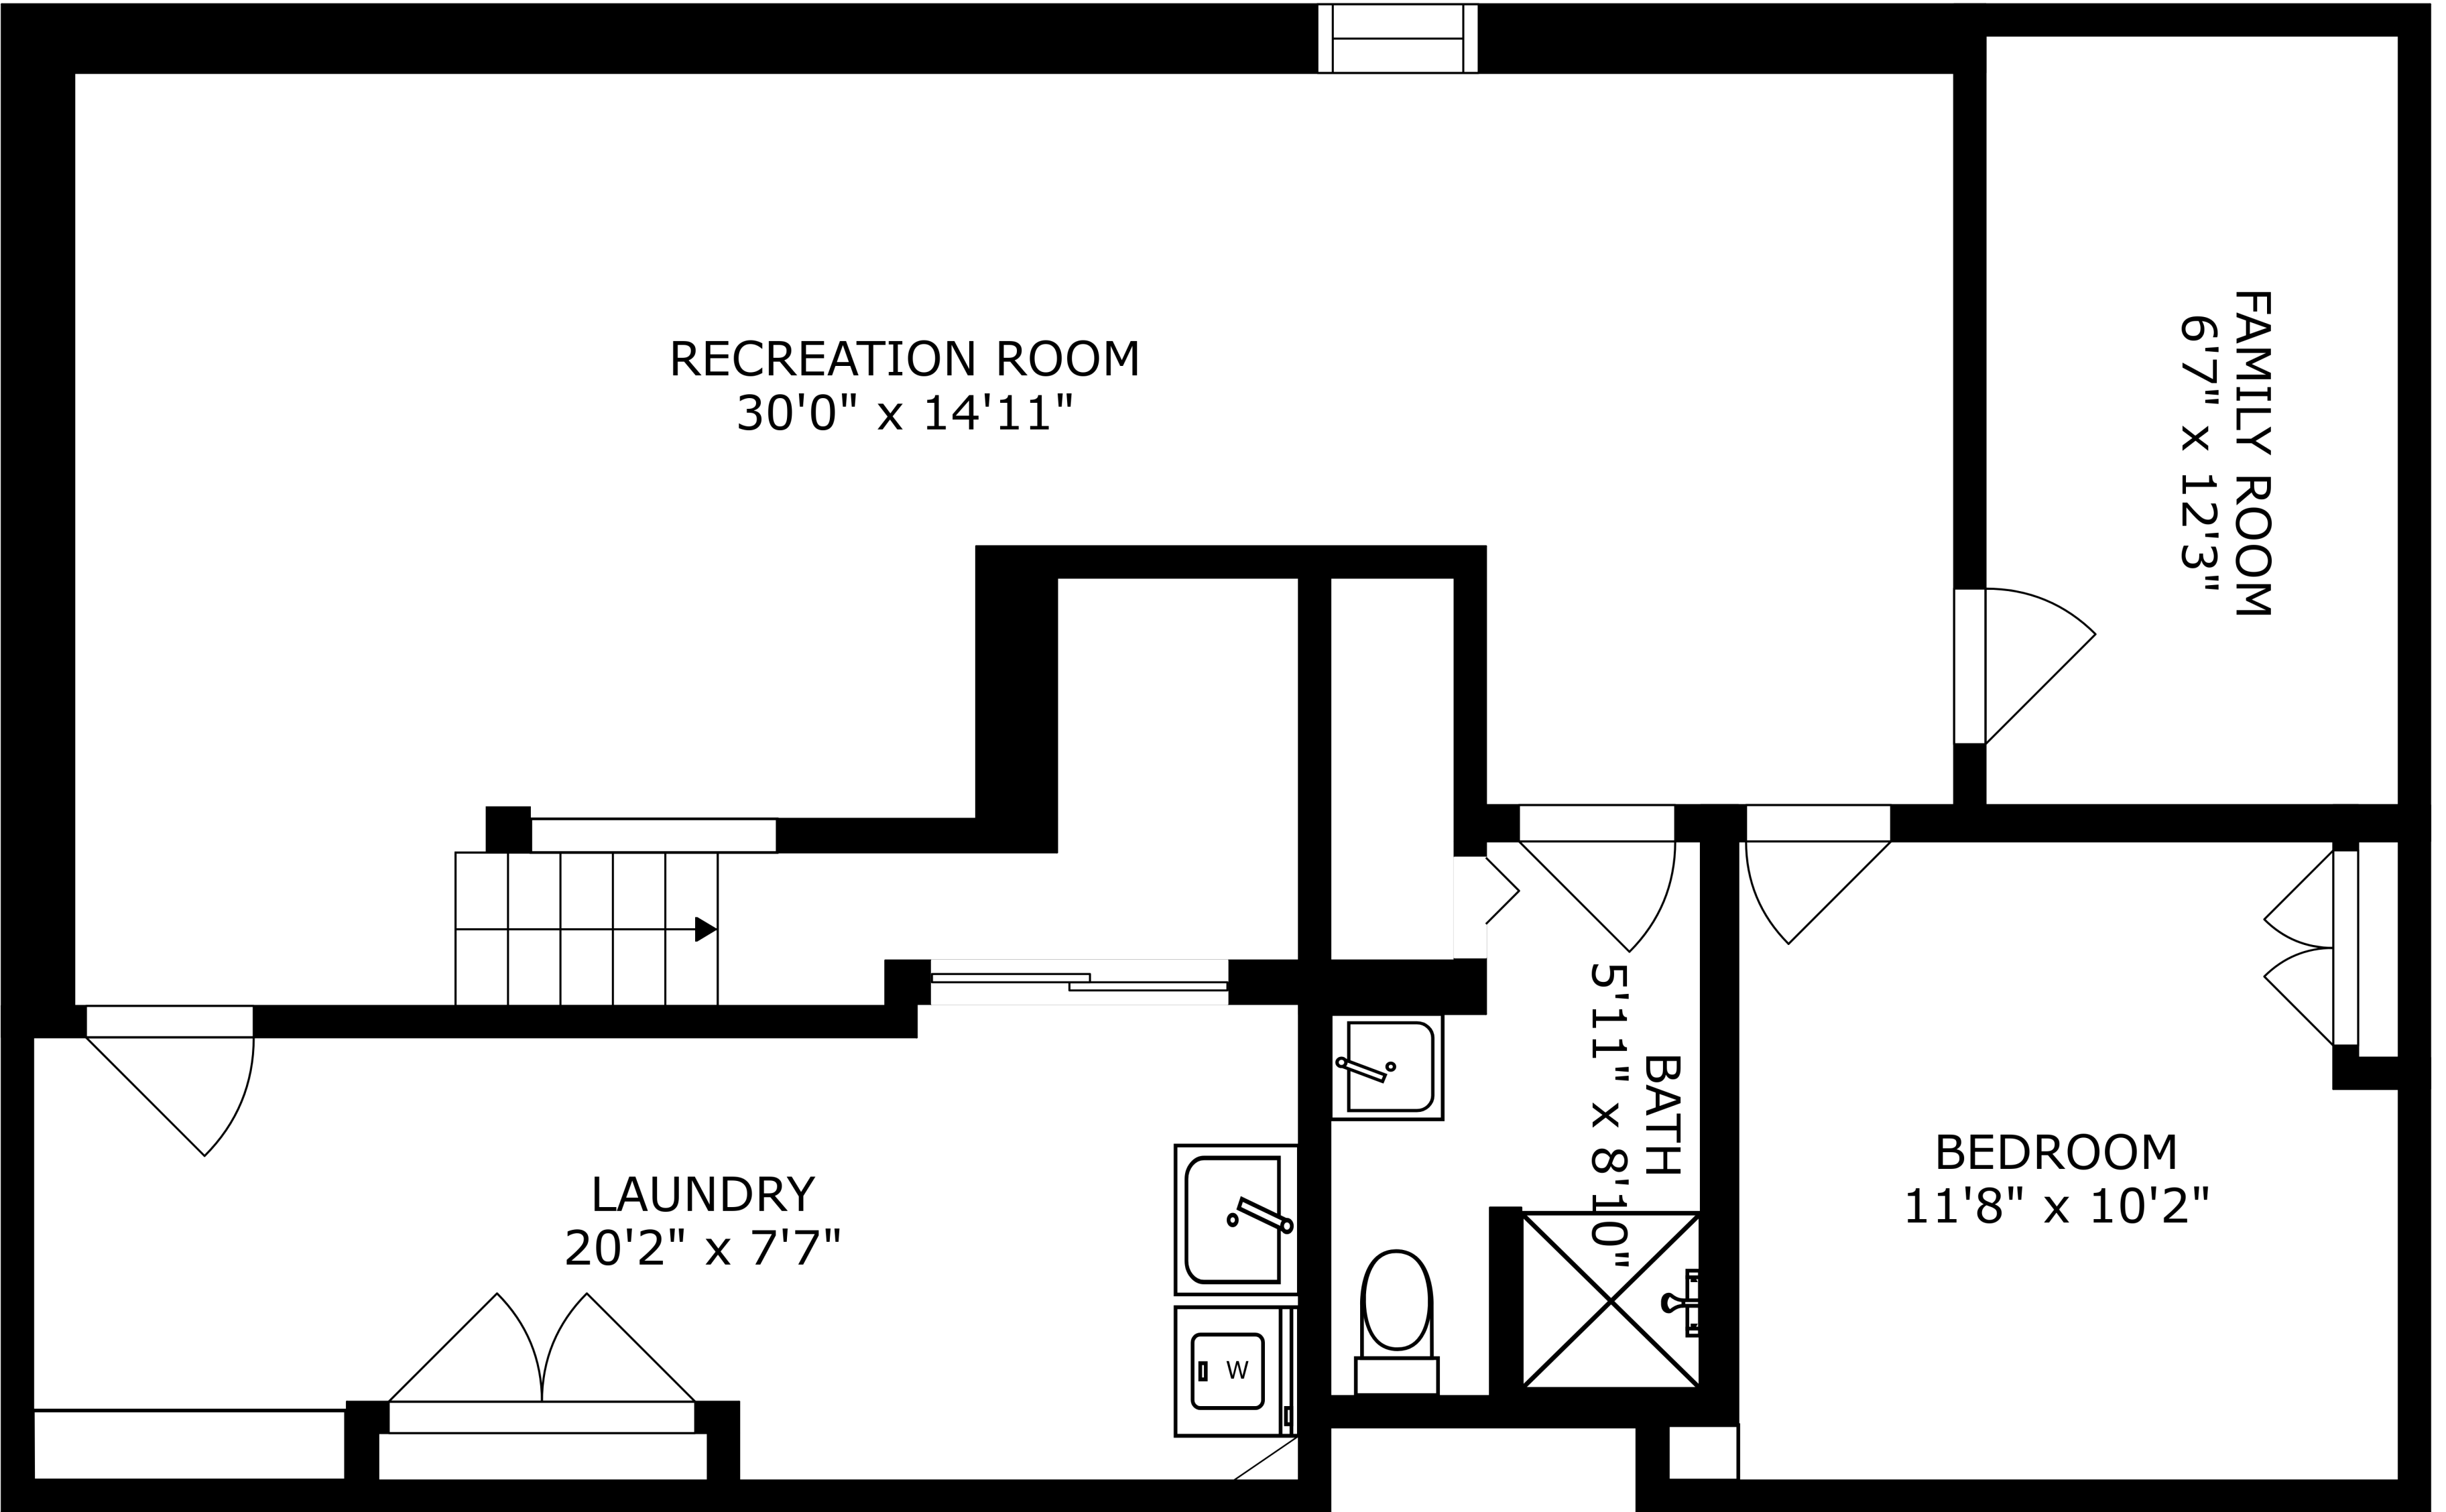 RECREATION ROOM
30'0" x 14'11"
FAMILY ROOM
6'7" x 12'3"
BATH
5'11" x 8'10"
BEDROOM
11'8" x 10'2"
LAUNDRY
20'2" x 7'7"
W